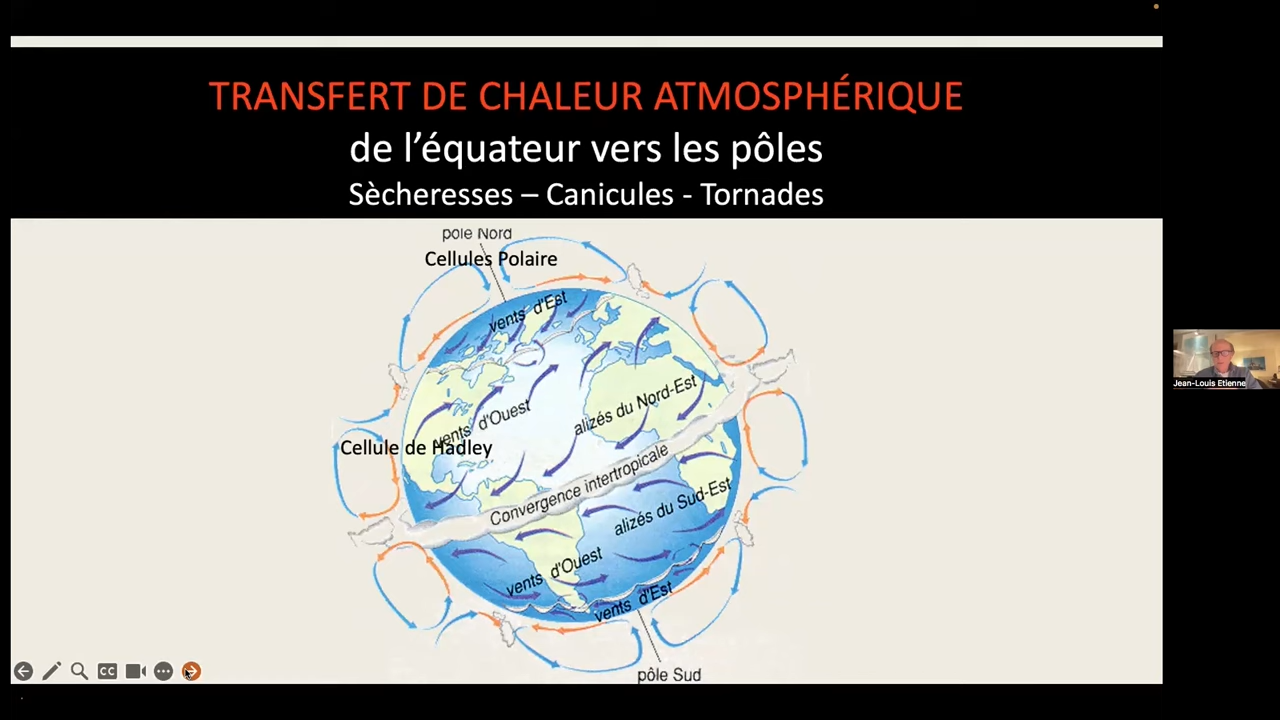 TRANSFERT DE CHALEUR ATMOSPHÉRIQUE
de l'équateur vers les pôles
Sècheresses – Canicules - Tornades
pole Nord
Cellules Polaire
vents d'Est
vents d'Ouest
alizés du Nord-Est
Cellule de Hadley
Convergence intertropicale
alizés du Sud-Est
vents d'Ouest
vents d'Est
pôle Sud
CC
Jean-Louis Etienne